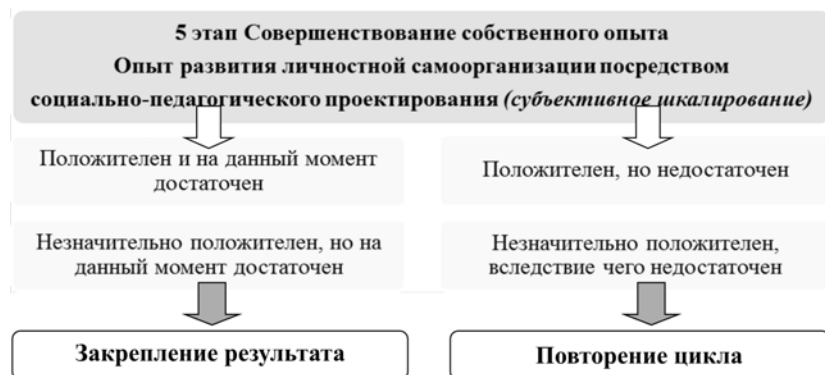 5 этап Совершенствование собственного опыта
Опыт развития личностной самоорганизации посредством
социально-педагогического проектирования (субъективное шкалирование)
Положителен и на данный момент
достаточен
Положителен, но недостаточен
Незначительно положителен, но на
данный момент достаточен
Незначительно положителен,
вследствие чего недостаточен
Закрепление результата
Повторение цикла